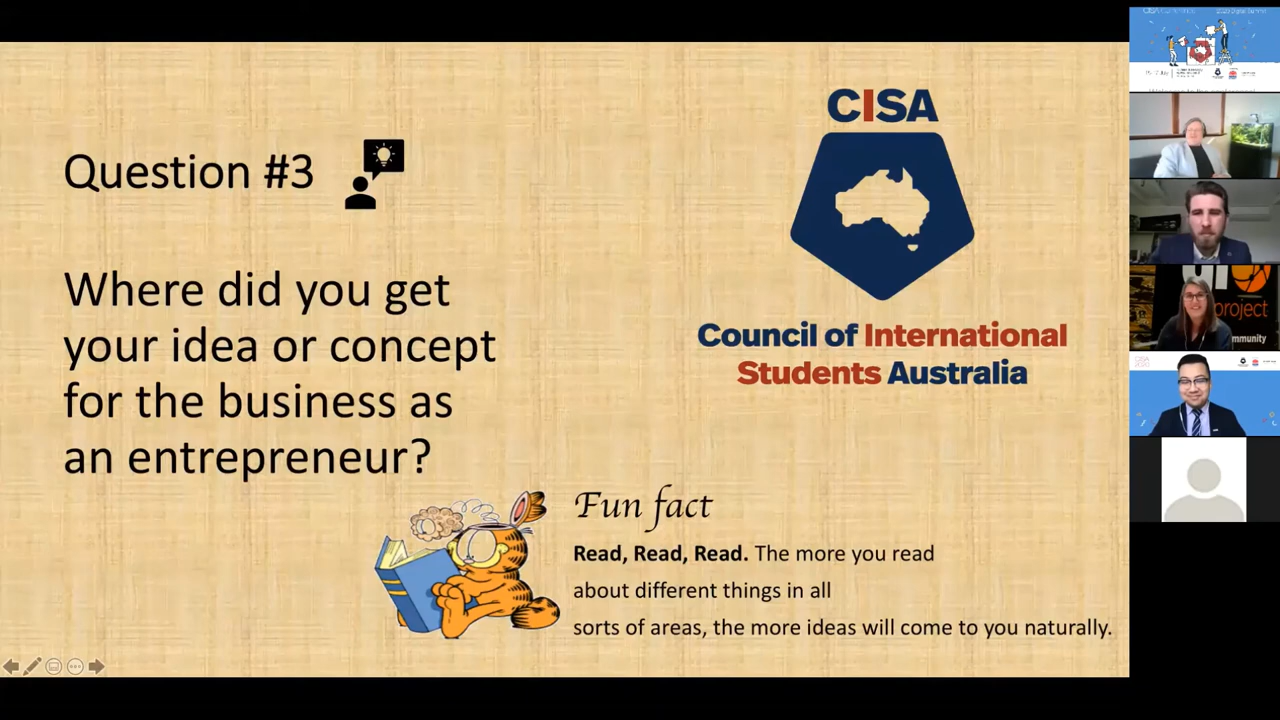 Question #3
Where did you get
your idea or concept
for the business as
an entrepreneur?
CISA
Council of International
Students Australia
Fun fact
Read, Read, Read. The more you read
about different things in all
sorts of areas, the more ideas will come to you naturally.
project
mmunity
CISA